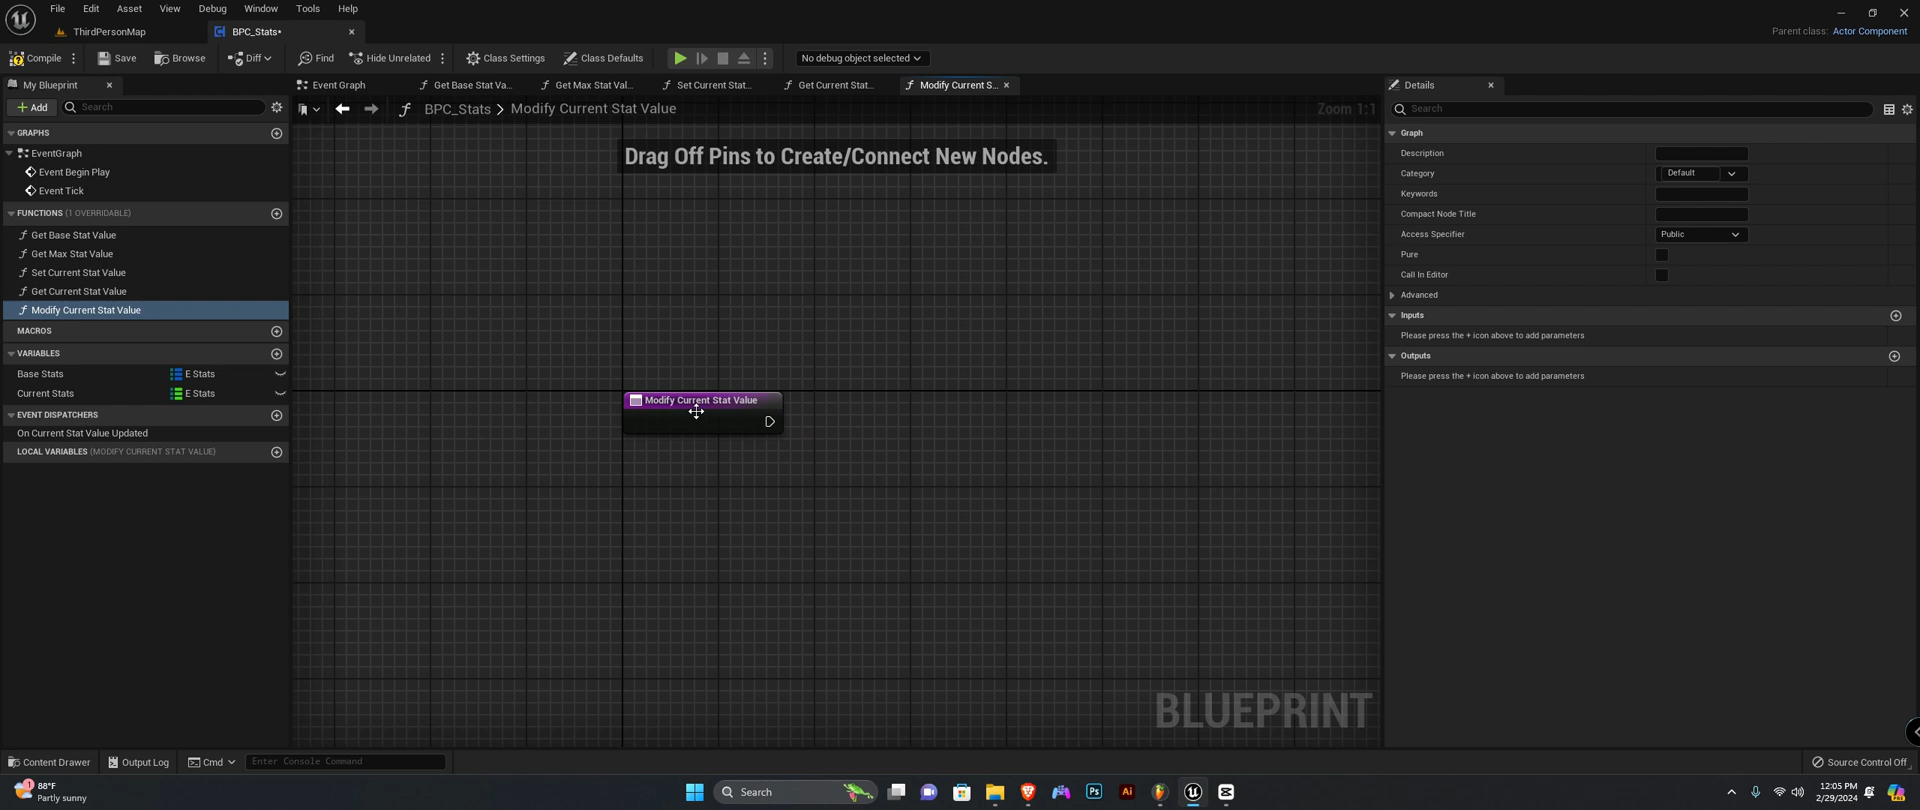 File Edit Asset View Debug Window Tools Help
ThirdPersonMap BPC_Stats•
Parent class: Actor Component
Compile Save Browse Diff Find Hide Unrelated Class Settings Class Defaults No debug object selected
My Blueprint Event Graph Get Base Stat Va... Get Max Stat Val... Set Current Stat... Get Current Stat... Modify Current S... Details
Add Search BPC_Stats > Modify Current Stat Value Zoom 1:1 Search
GRAPHS
EventGraph
Event Begin Play
Event Tick
FUNCTIONS (1 OVERRIDABLE)
Get Base Stat Value
Get Max Stat Value
Set Current Stat Value
Get Current Stat Value
Modify Current Stat Value
MACROS
VARIABLES
Base Stats E Stats
Current Stats E Stats
EVENT DISPATCHERS
On Current Stat Value Updated
LOCAL VARIABLES (MODIFY CURRENT STAT VALUE)
Drag Off Pins to Create/Connect New Nodes.
Modify Current Stat Value
BLUEPRINT
Graph
Description
Category Default
Keywords
Compact Node Title
Access Specifier Public
Pure
Call In Editor
Advanced
Inputs
Please press the + icon above to add parameters
Outputs
Please press the + icon above to add parameters
Content Drawer Output Log Cmd Enter Console Command Source Control Off
1 88°F
Partly sunny
Search
Ps Ai
12:05 PM
2/29/2024
PRE